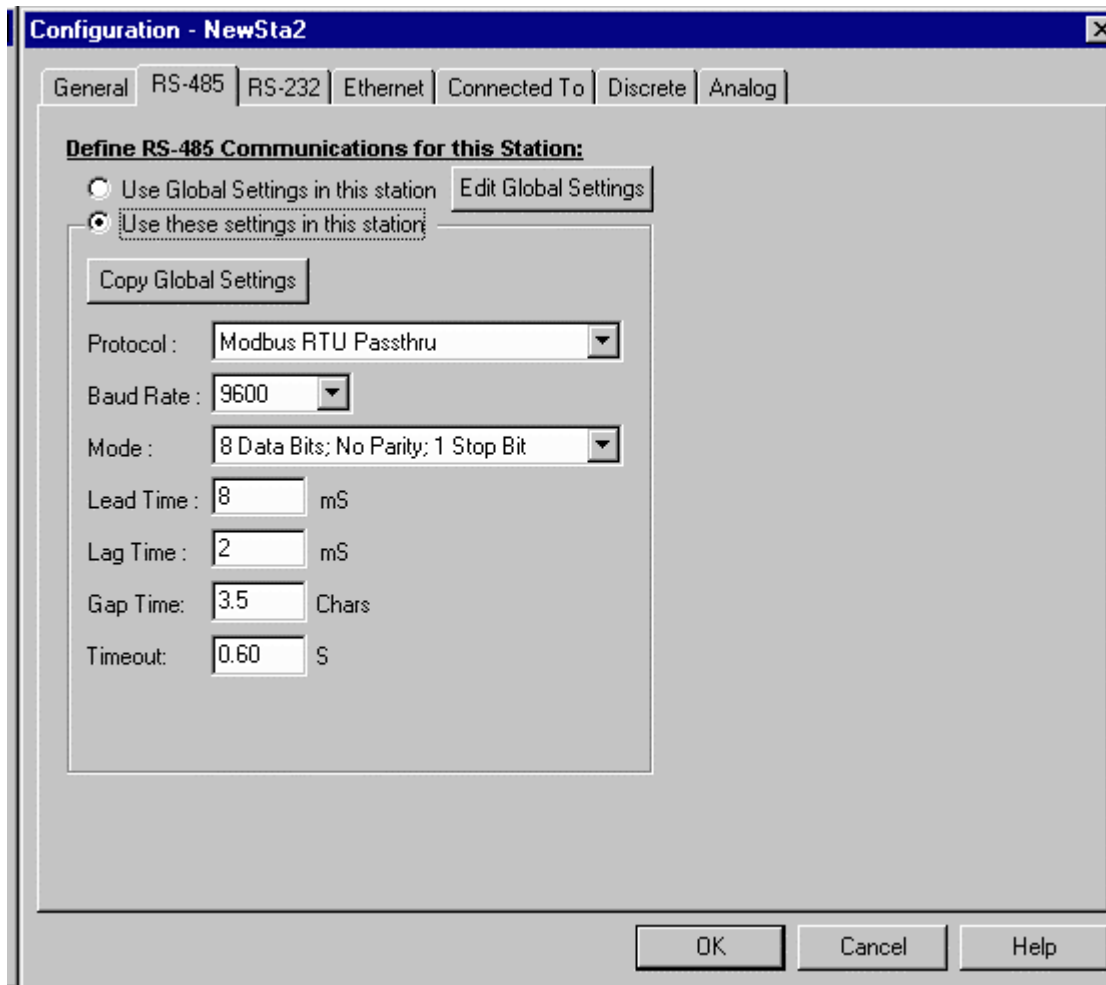 Configuration - NewSta2
General RS-485 RS-232 Ethernet Connected To Discrete Analog
Define RS-485 Communications for this Station:
Use Global Settings in this station Edit Global Settings
Use these settings in this station
Copy Global Settings
Protocol : Modbus RTU Passthru
Baud Rate : 9600
Mode : 8 Data Bits; No Parity; 1 Stop Bit
Lead Time : 8 mS
Lag Time : 2 mS
Gap Time: 3.5 Chars
Timeout: 0.60 S
OK Cancel Help